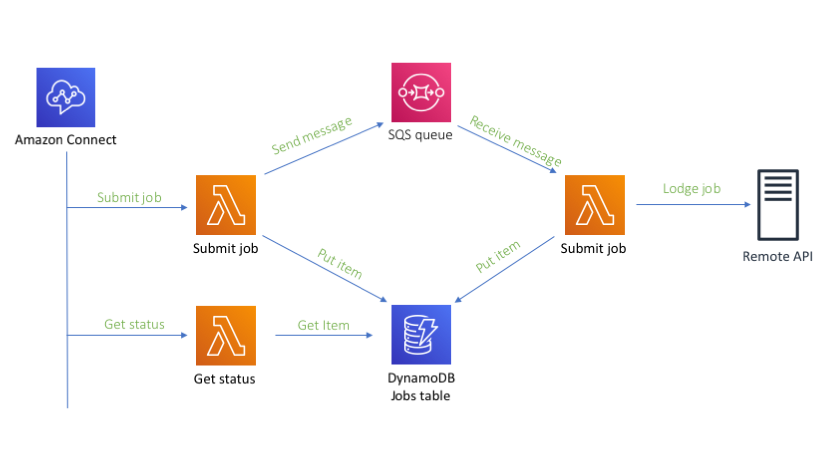 Amazon Connect
Send message
SQS queue
Receive message
Submit job
Submit job
Lodge job
Submit job
Remote API
Put item
Put item
Get status
Get Item
Get status
DynamoDB
Jobs table